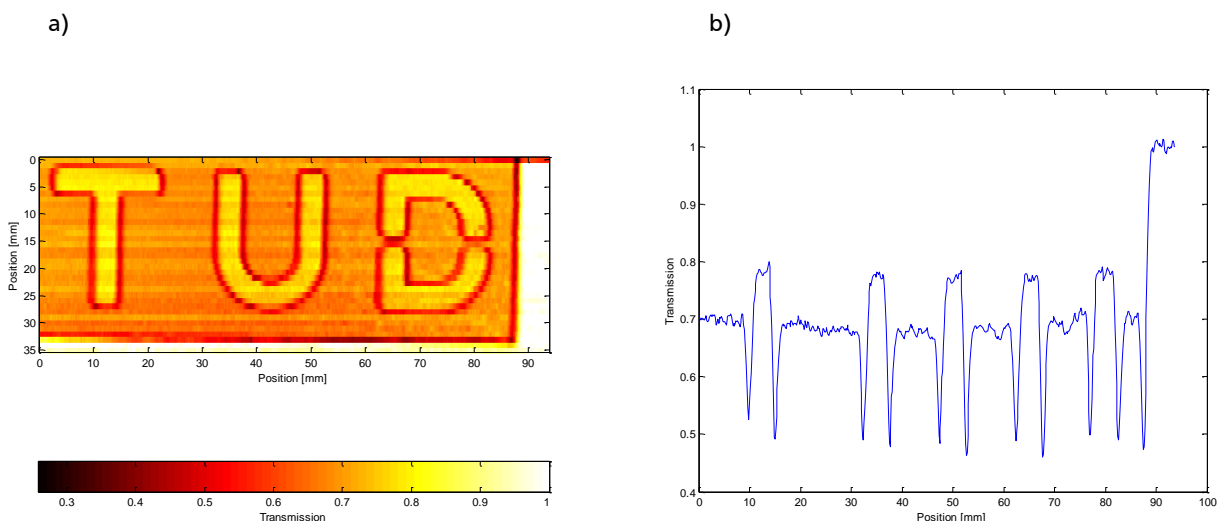 a)
b)
TUD
0
5
10
15
20
25
30
35
Position [mm]
0 10 20 30 40 50 60 70 80 90
Position [mm]
0.3 0.4 0.5 0.6 0.7 0.8 0.9 1
Transmission
1.1
1
0.9
0.8
0.7
0.6
0.5
0.4
Transmission
0 10 20 30 40 50 60 70 80 90 100
Position [mm]